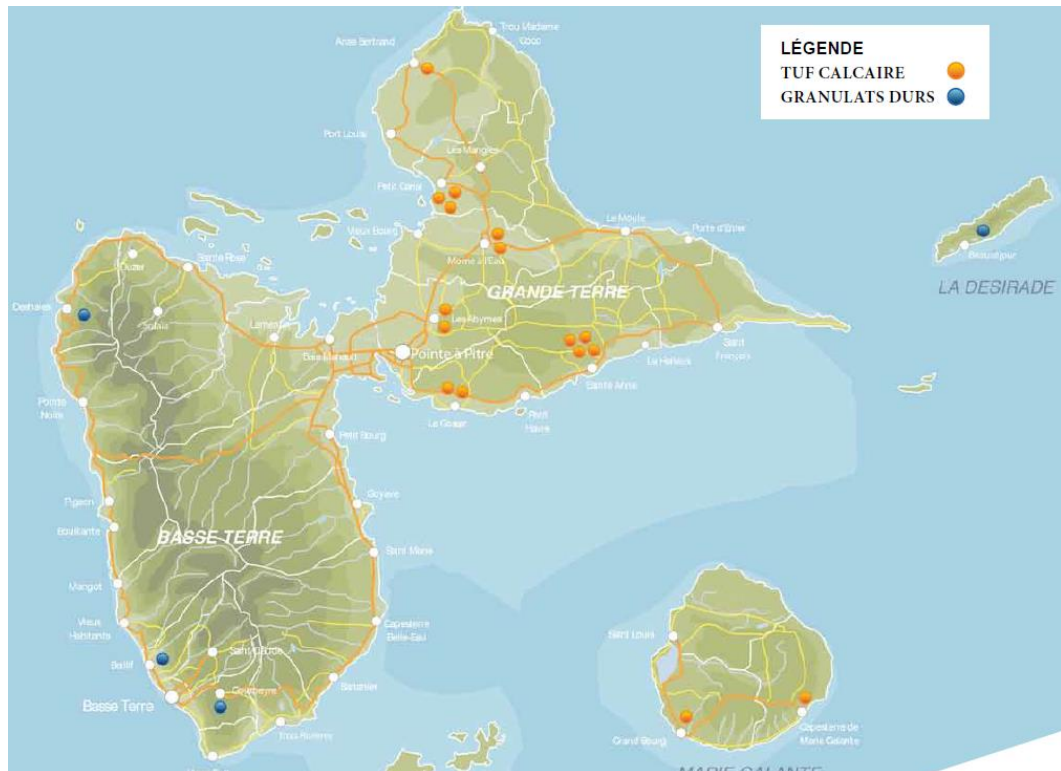 LÉGENDE
TUF CALCAIRE
GRANULATS DURS
Trou Madame
Coco
Anse Bertrand
Port Louis
Les Mangles
Petit Canal
Vieux Bourg
Le Moule
Porte d'Enfer
Morne à l'Eau
GRANDE TERRE
Beauséjour
LA DESIRADE
Sainte Rose
Deshaies
Lamentin
Les Abymes
Baie Mahault
Pointe à Pitre
Saint
François
Sainte Anne
Le Gosier
Petit
Havre
Pointe
Noire
Petit Bourg
Pigeon
Goyave
Bouillante
BASSE TERRE
Sainte Marie
Marigot
Vieux
Habitants
Capesterre
Belle-Eau
Saint Claude
Baillif
Gourbeyre
Bananier
Basse Terre
Trois Rivières
Saint Louis
Grand Bourg
Capesterre de
Marie Galante
MARIE GALANTE